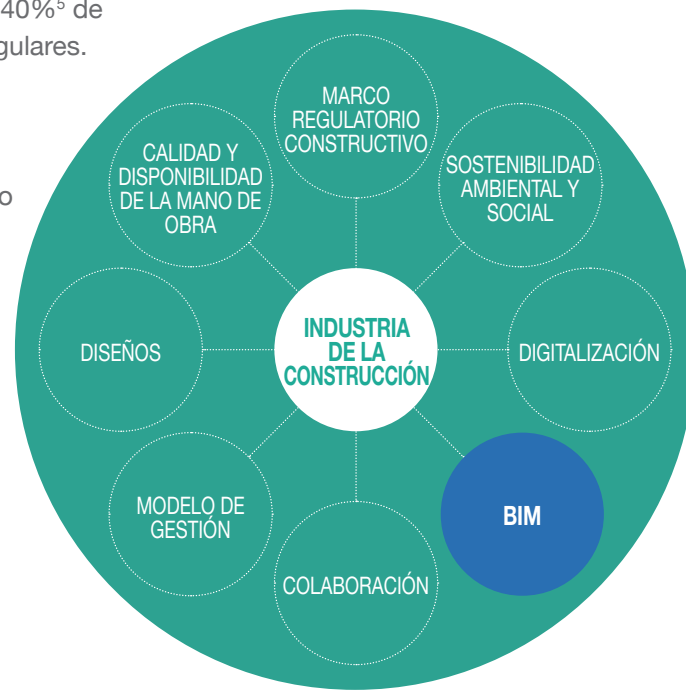 40%⁵ de
gulares.
o
MARCO
REGULATORIO
CONSTRUCTIVO
CALIDAD Y
DISPONIBILIDAD
DE LA MANO DE
OBRA
SOSTENIBILIDAD
AMBIENTAL Y
SOCIAL
DISEÑOS
INDUSTRIA
DE LA
CONSTRUCCIÓN
DIGITALIZACIÓN
MODELO DE
GESTIÓN
BIM
COLABORACIÓN